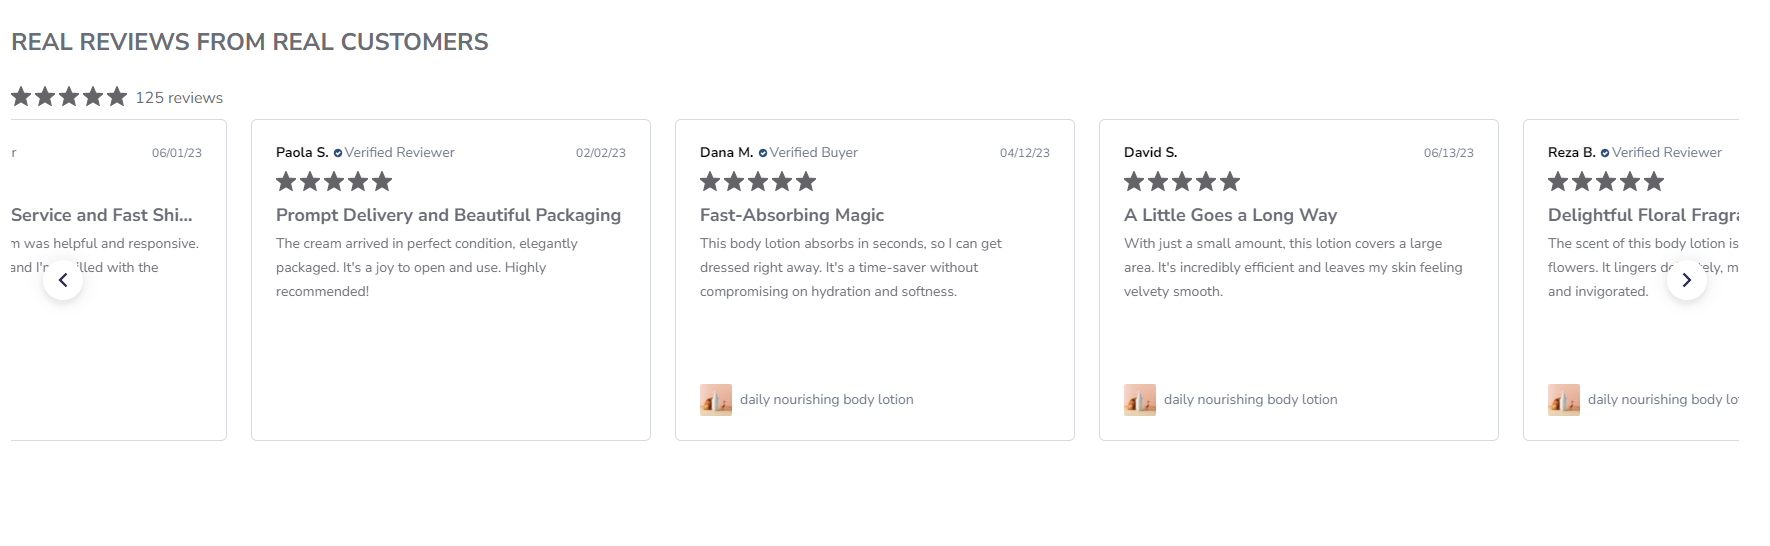 REAL REVIEWS FROM REAL CUSTOMERS
125 reviews
06/01/23
Service and Fast Shi...
was helpful and responsive.
and with the
Paola S. Verified Reviewer 02/02/23
Prompt Delivery and Beautiful Packaging
The cream arrived in perfect condition, elegantly
packaged. It's a joy to open and use. Highly
recommended!
Dana M. Verified Buyer 04/12/23
Fast-Absorbing Magic
This body lotion absorbs in seconds, so I can get
dressed right away. It's a time-saver without
compromising on hydration and softness.
daily nourishing body lotion
David S. 06/13/23
A Little Goes a Long Way
With just a small amount, this lotion covers a large
area. It's incredibly efficient and leaves my skin feeling
velvety smooth.
daily nourishing body lotion
Reza B. Verified Reviewer
Delightful Floral
The scent of this body lotion is
flowers. It lingers
and invigorated.
daily nourishing body